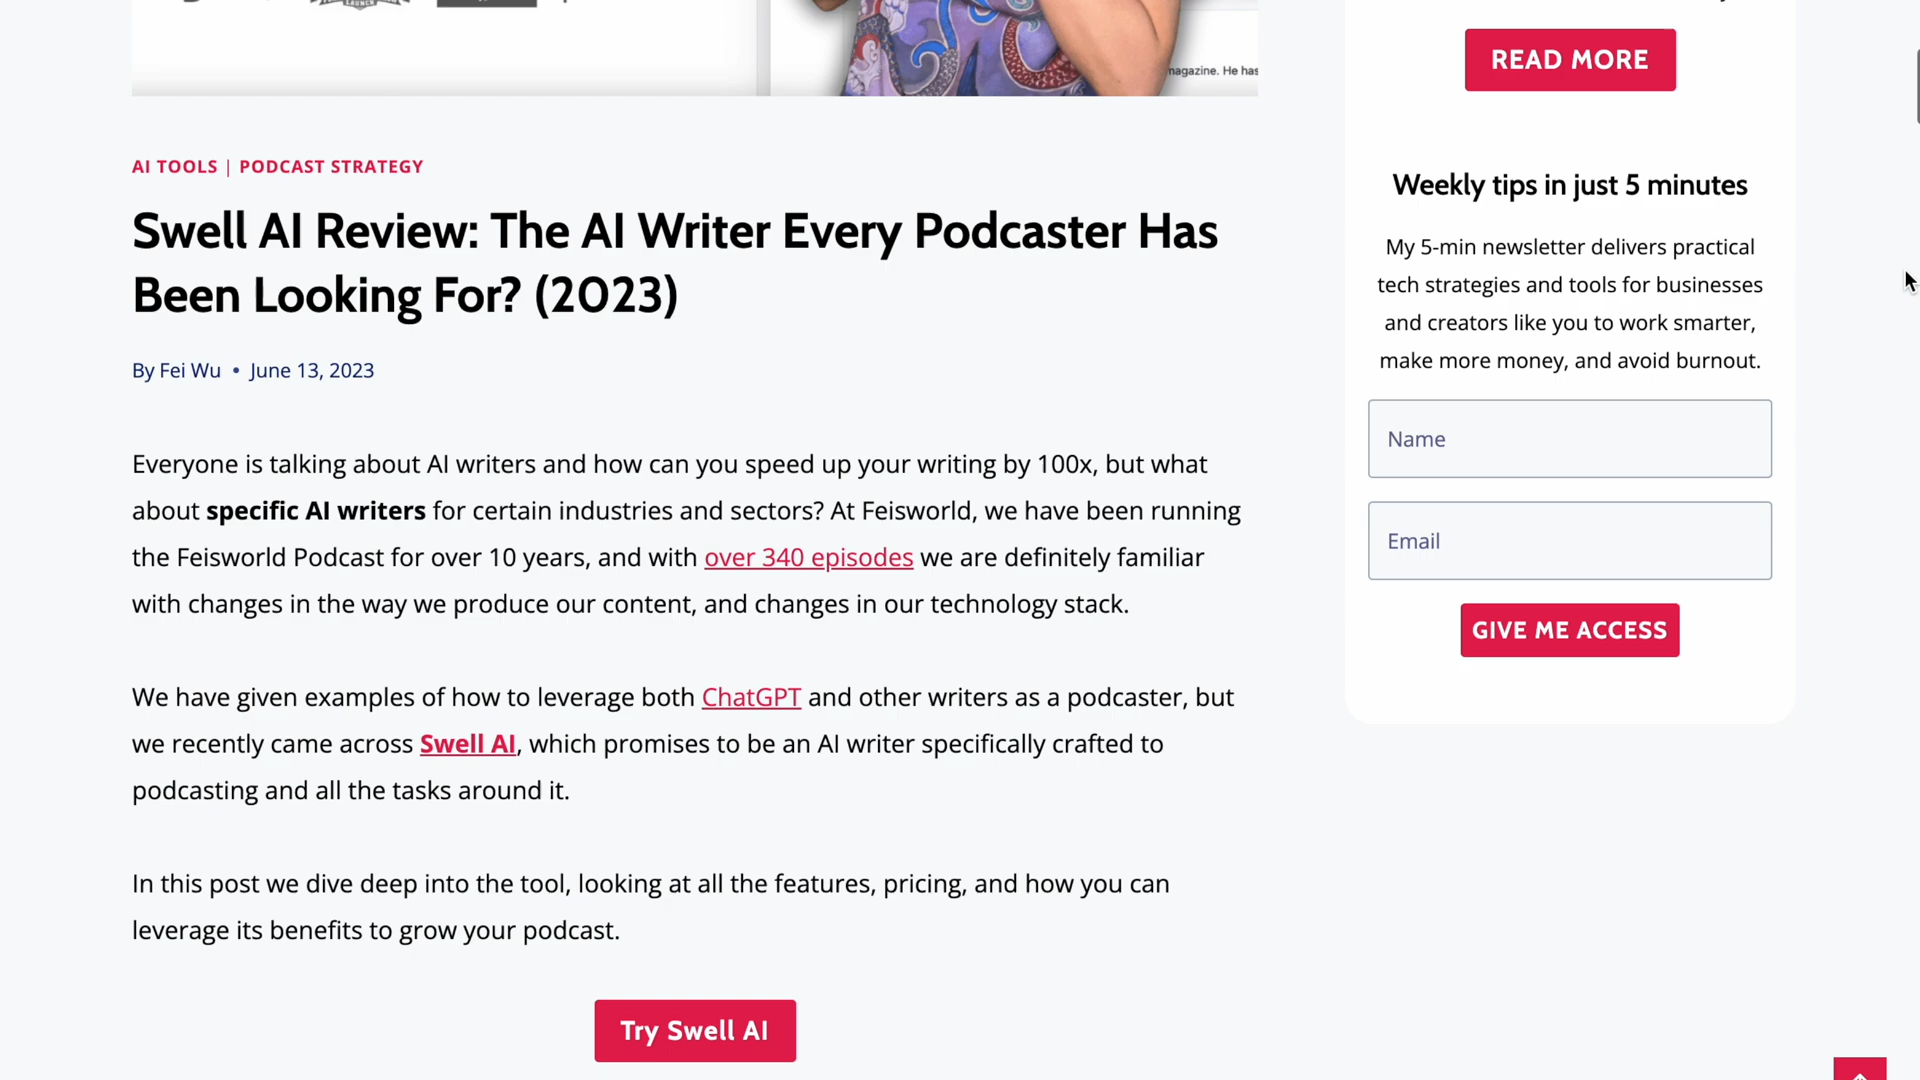 LAUNCH
magazine. He has
READ MORE
AI TOOLS | PODCAST STRATEGY
Swell AI Review: The AI Writer Every Podcaster Has
Been Looking For? (2023)
By Fei Wu • June 13, 2023
Everyone is talking about AI writers and how can you speed up your writing by 100x, but what
about specific AI writers for certain industries and sectors? At Feisworld, we have been running
the Feisworld Podcast for over 10 years, and with over 340 episodes we are definitely familiar
with changes in the way we produce our content, and changes in our technology stack.
We have given examples of how to leverage both ChatGPT and other writers as a podcaster, but
we recently came across Swell AI, which promises to be an AI writer specifically crafted to
podcasting and all the tasks around it.
In this post we dive deep into the tool, looking at all the features, pricing, and how you can
leverage its benefits to grow your podcast.
Try Swell AI
Weekly tips in just 5 minutes
My 5-min newsletter delivers practical
tech strategies and tools for businesses
and creators like you to work smarter,
make more money, and avoid burnout.
Name
Email
GIVE ME ACCESS